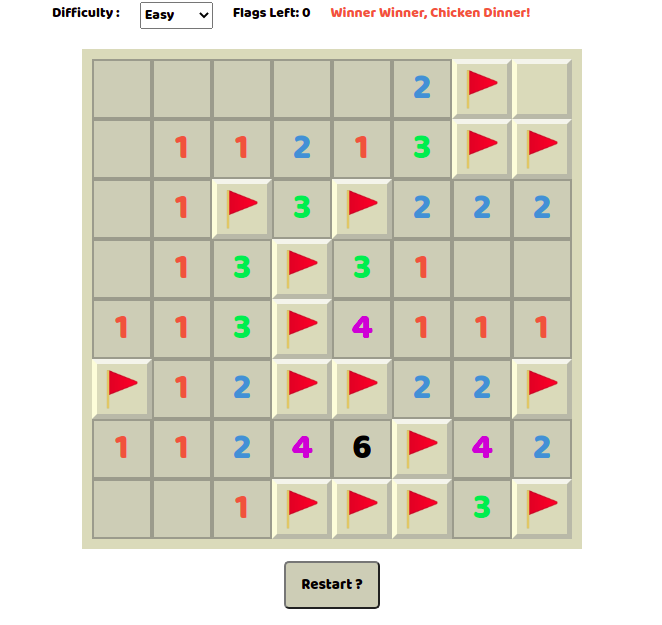 Difficulty : Easy Flags Left: 0 Winner Winner, Chicken Dinner!
2
1 1 2 1 3
1 3 2 2 2
1 3 3 1
1 1 3 4 1 1 1
1 2 2 2
1 1 2 4 6 4 2
1 3
Restart ?